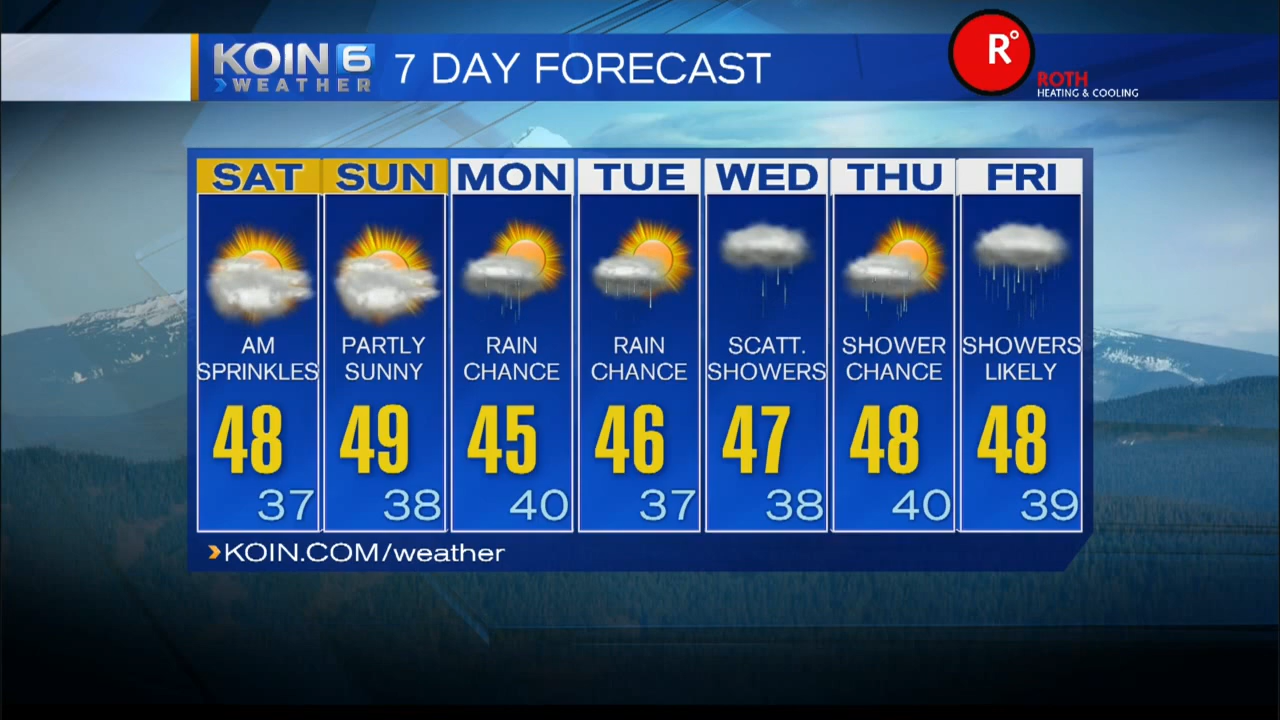 KOIN 6
WEATHER
7 DAY FORECAST
R°
ROTH
HEATING & COOLING
SAT
AM
SPRINKLES
48
37
SUN
PARTLY
SUNNY
49
38
MON
RAIN
CHANCE
45
40
TUE
RAIN
CHANCE
46
37
WED
SCATT.
SHOWERS
47
38
THU
SHOWER
CHANCE
48
40
FRI
SHOWERS
LIKELY
48
39
KOIN.COM/weather